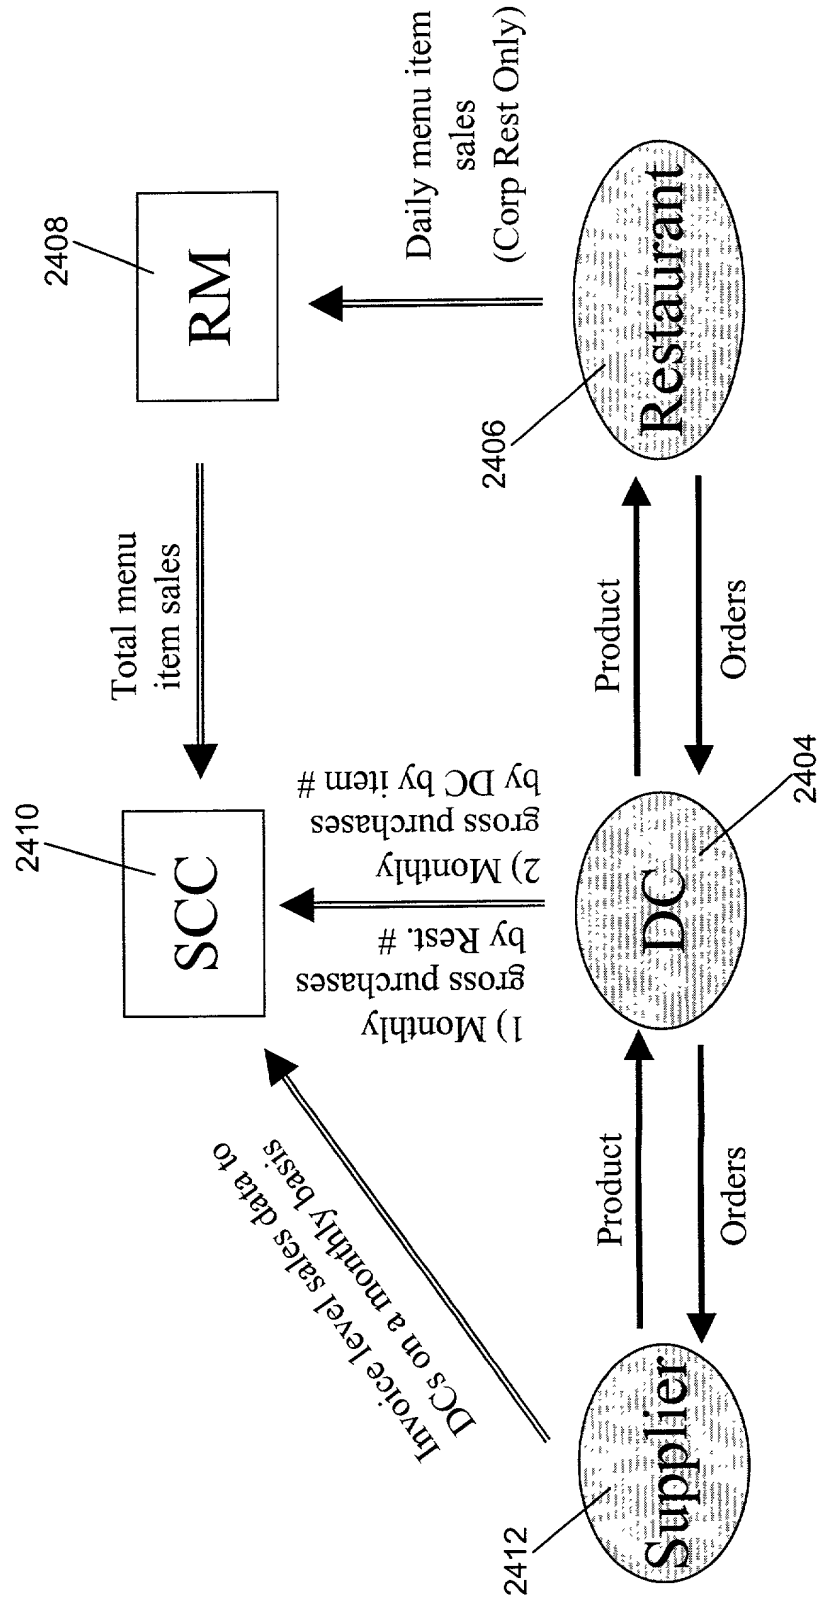 2410
SCC
Total menu
item sales
2408
RM
Invoice level sales data to
DCs on a monthly basis
1) Monthly
gross purchases
by Rest. #
2) Monthly
gross purchases
by DC by item #
Daily menu item
sales
(Corp Rest Only)
2412
Supplier
Product
Orders
DC
2404
Product
Orders
2406
Restaurant